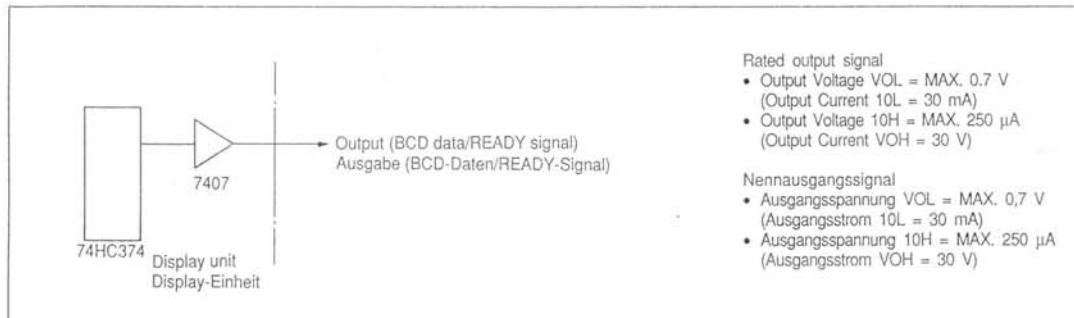 74HC374
7407
Display unit
Display-Einheit
Output (BCD data/READY signal)
Ausgabe (BCD-Daten/READY-Signal)
Rated output signal
• Output Voltage VOL = MAX. 0.7 V
(Output Current 10L = 30 mA)
• Output Voltage 10H = MAX. 250 µA
(Output Current VOH = 30 V)
Nennausgangssignal
• Ausgangsspannung VOL = MAX. 0,7 V
(Ausgangsstrom 10L = 30 mA)
• Ausgangsspannung 10H = MAX. 250 µA
(Ausgangsstrom VOH = 30 V)